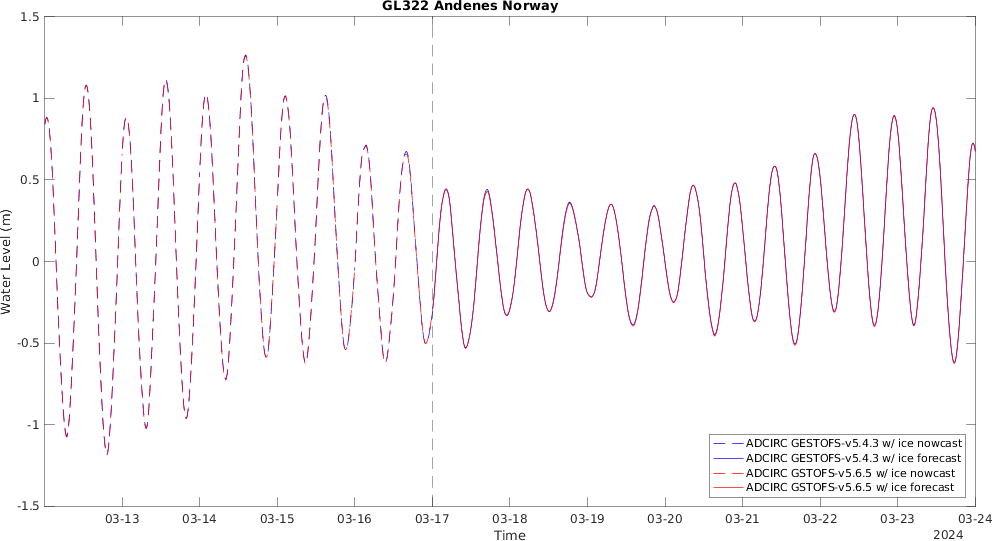 GL322 Andenes Norway
1.5
1
0.5
0
-0.5
-1
-1.5
Water Level (m)
03-13 03-14 03-15 03-16 03-17 03-18 03-19 03-20 03-21 03-22 03-23 03-24
Time
2024
ADCIRC GESTOFS-v5.4.3 w/ ice nowcast
ADCIRC GESTOFS-v5.4.3 w/ ice forecast
ADCIRC GSTOFS-v5.6.5 w/ ice nowcast
ADCIRC GSTOFS-v5.6.5 w/ ice forecast